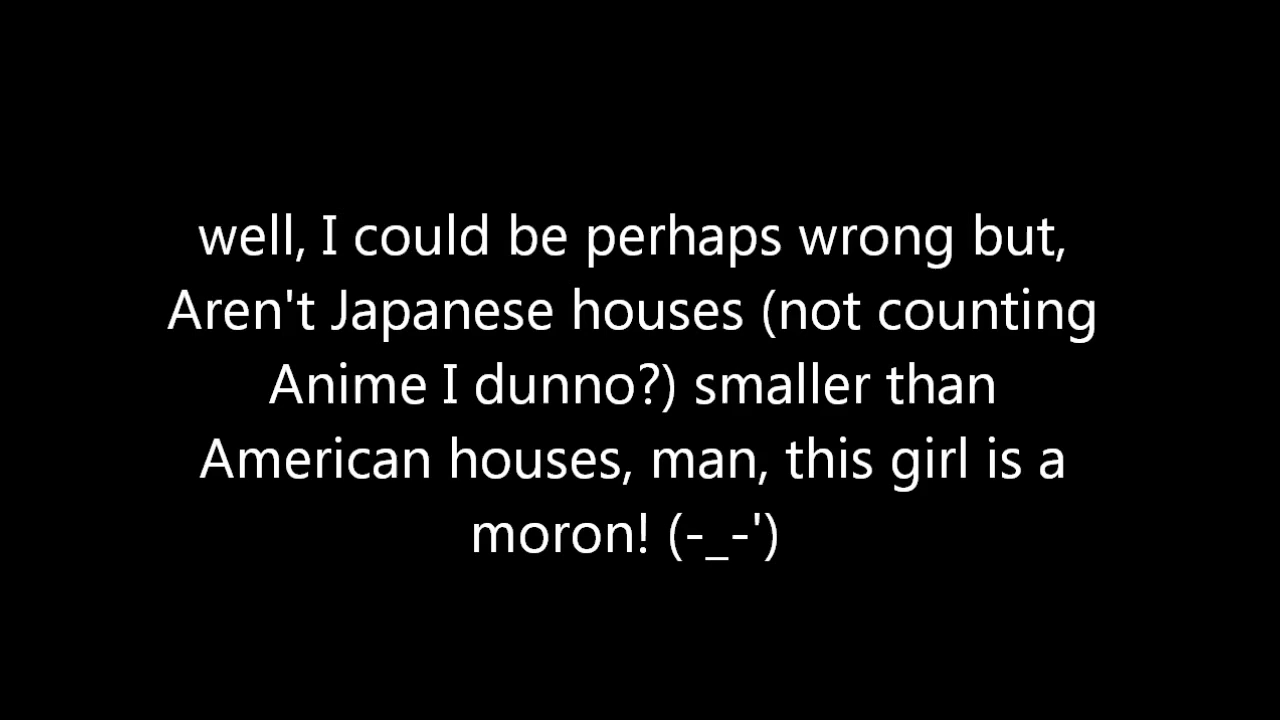 well, I could be perhaps wrong but,
Aren't Japanese houses (not counting
Anime I dunno?) smaller than
American houses, man, this girl is a
moron! (-_-')